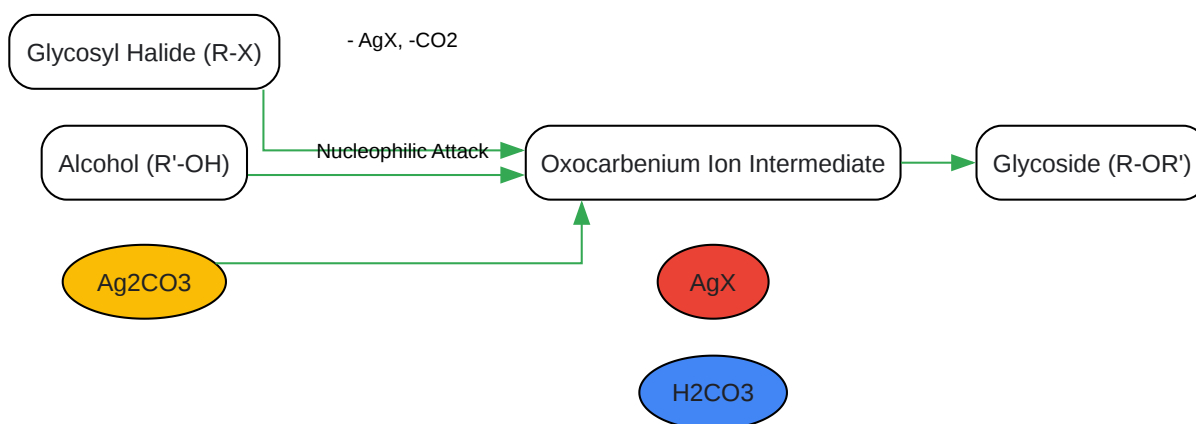 Glycosyl Halide (R-X)
- AgX, -CO2
Alcohol (R'-OH)
Nucleophilic Attack
Oxocarbenium Ion Intermediate
Glycoside (R-OR')
Ag2CO3
AgX
H2CO3